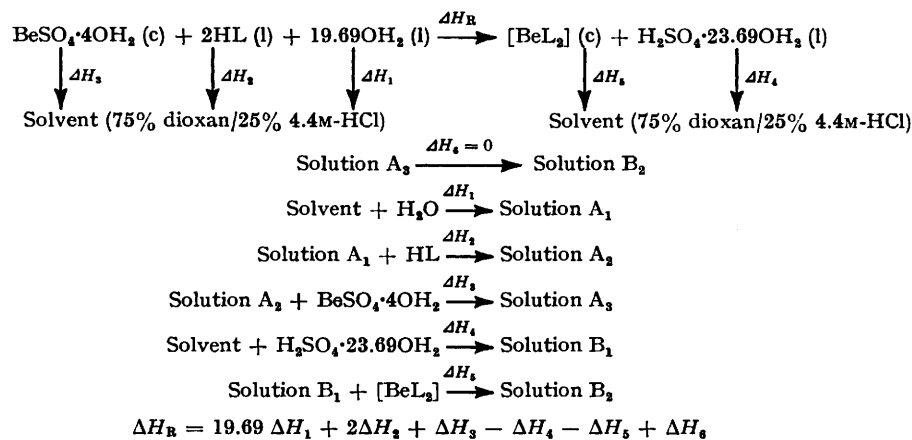 ΔH_R
BeSO₄·4OH₂ (c) + 2HL (l) + 19.69OH₂ (l) ⟶ [BeL₂] (c) + H₂SO₄·23.69OH₂ (l)
ΔH₃ ΔH₂ ΔH₁ ΔH₅ ΔH₄
Solvent (75% dioxan/25% 4.4M-HCl) Solvent (75% dioxan/25% 4.4M-HCl)
ΔH₆ = 0
Solution A₃ ⟶ Solution B₂
ΔH₁
Solvent + H₂O ⟶ Solution A₁
ΔH₂
Solution A₁ + HL ⟶ Solution A₂
ΔH₃
Solution A₂ + BeSO₄·4OH₂ ⟶ Solution A₃
ΔH₄
Solvent + H₂SO₄·23.69OH₂ ⟶ Solution B₁
ΔH₅
Solution B₁ + [BeL₂] ⟶ Solution B₂
ΔH_R = 19.69 ΔH₁ + 2ΔH₂ + ΔH₃ − ΔH₄ − ΔH₅ + ΔH₆